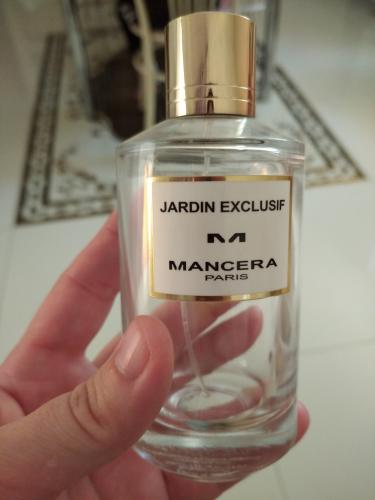 JARDIN EXCLUSIF
M
MANCERA
PARIS